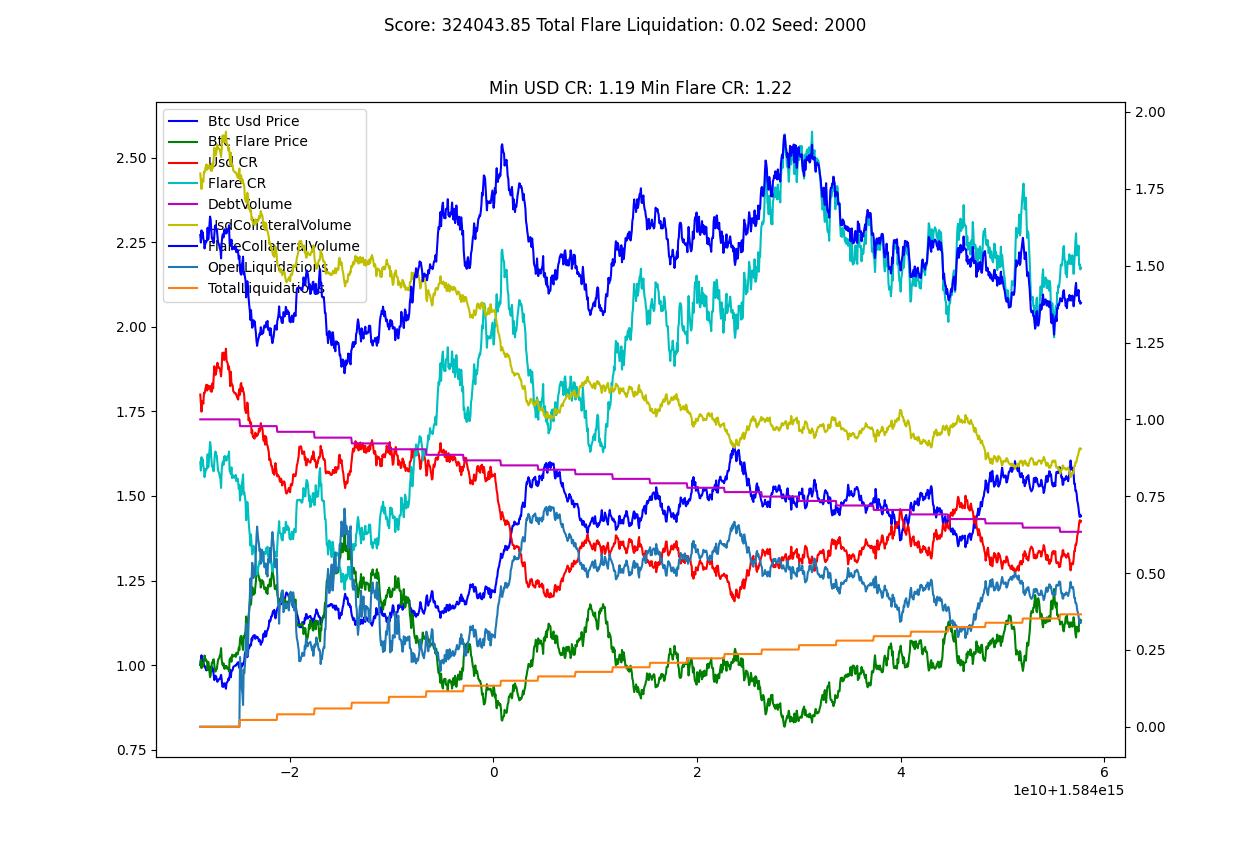 Score: 324043.85 Total Flare Liquidation: 0.02 Seed: 2000
Min USD CR: 1.19 Min Flare CR: 1.22
Btc Usd Price
Btc Flare Price
Usd CR
Flare CR
DebtVolume
UsdCollateralVolume
FlareCollateralVolume
OpenLiquidations
TotalLiquidations
2.50
2.25
2.00
1.75
1.50
1.25
1.00
0.75
2.00
1.75
1.50
1.25
1.00
0.75
0.50
0.25
0.00
−2 0 2 4 6
1e10+1.584e15